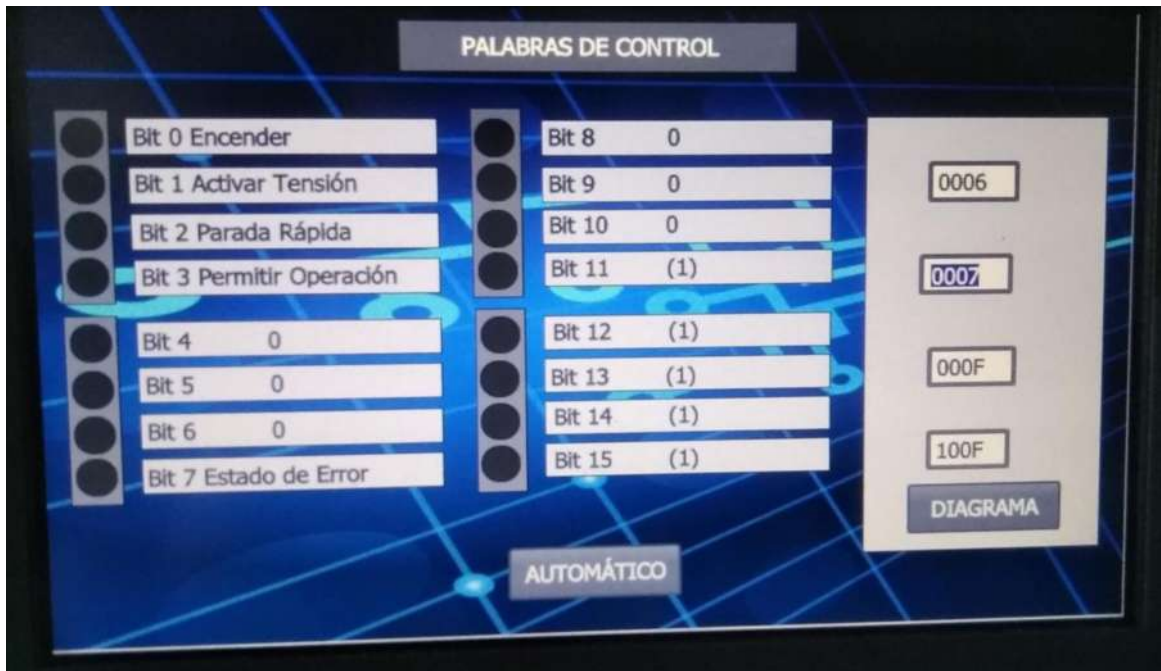 PALABRAS DE CONTROL
Bit 0 Encender
Bit 1 Activar Tensión
Bit 2 Parada Rápida
Bit 3 Permitir Operación
Bit 4 0
Bit 5 0
Bit 6 0
Bit 7 Estado de Error
Bit 8 0
Bit 9 0
Bit 10 0
Bit 11 (1)
Bit 12 (1)
Bit 13 (1)
Bit 14 (1)
Bit 15 (1)
0006
0007
000F
100F
DIAGRAMA
AUTOMÁTICO